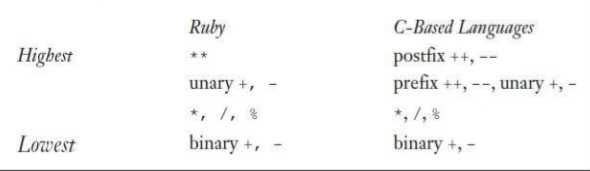 Ruby C-Based Languages
Highest ** postfix ++, --
unary +, - prefix ++, --, unary +, -
*, /, % *, /, %
Lowest binary +, - binary +, -